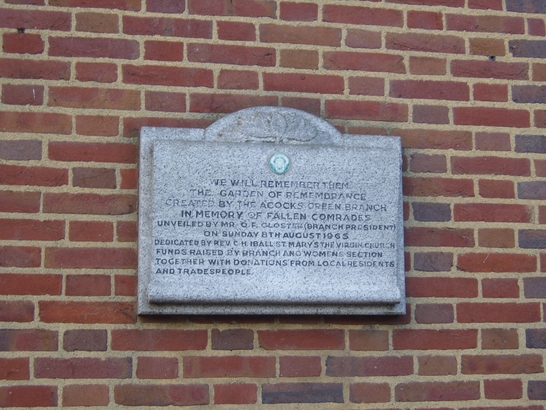 WE WILL REMEMBER THEM
THE GARDEN OF REMEMBRANCE
CREATED BY THE ACOCKS GREEN BRANCH
IN MEMORY OF FALLEN COMRADES
UNVEILED BY MR. G.F. GLOSTER (BRANCH PRESIDENT)
ON SUNDAY 8TH AUGUST 1965
DEDICATED BY REV C.H. HALL ST. MARY'S THE VIRGIN CHURCH
FUNDS RAISED BY BRANCH AND WOMENS SECTION
TOGETHER WITH DONATIONS FROM LOCAL RESIDENTS
AND TRADESPEOPLE.